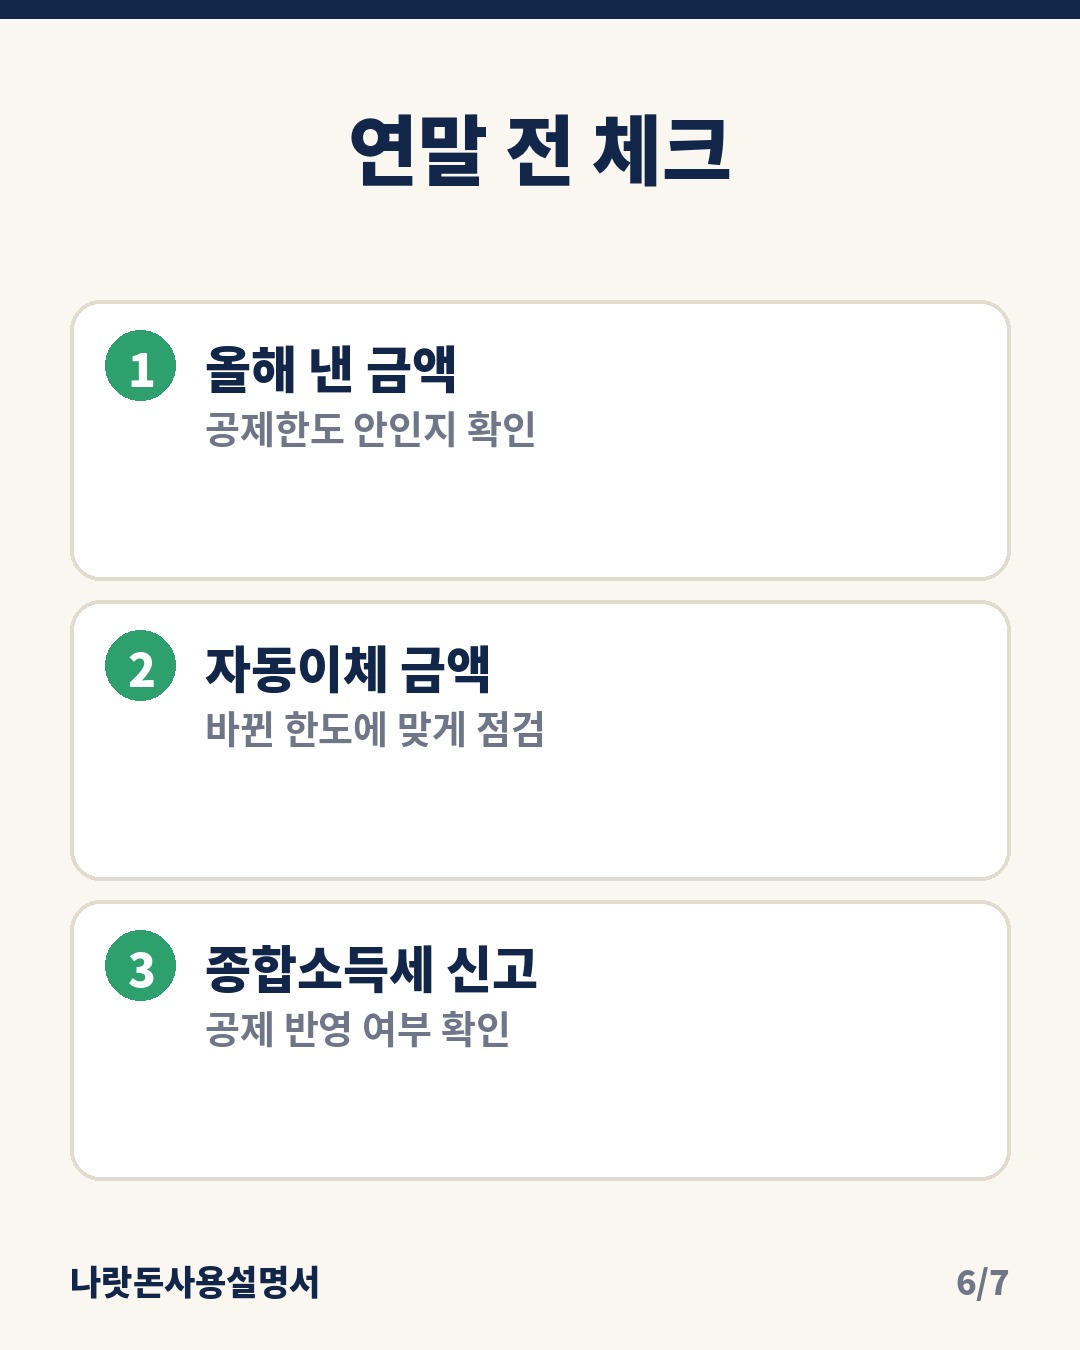 연말 전 체크
1 올해 낸 금액
공제한도 안인지 확인
2 자동이체 금액
바뀐 한도에 맞게 점검
3 종합소득세 신고
공제 반영 여부 확인
나랏돈사용설명서
6/7